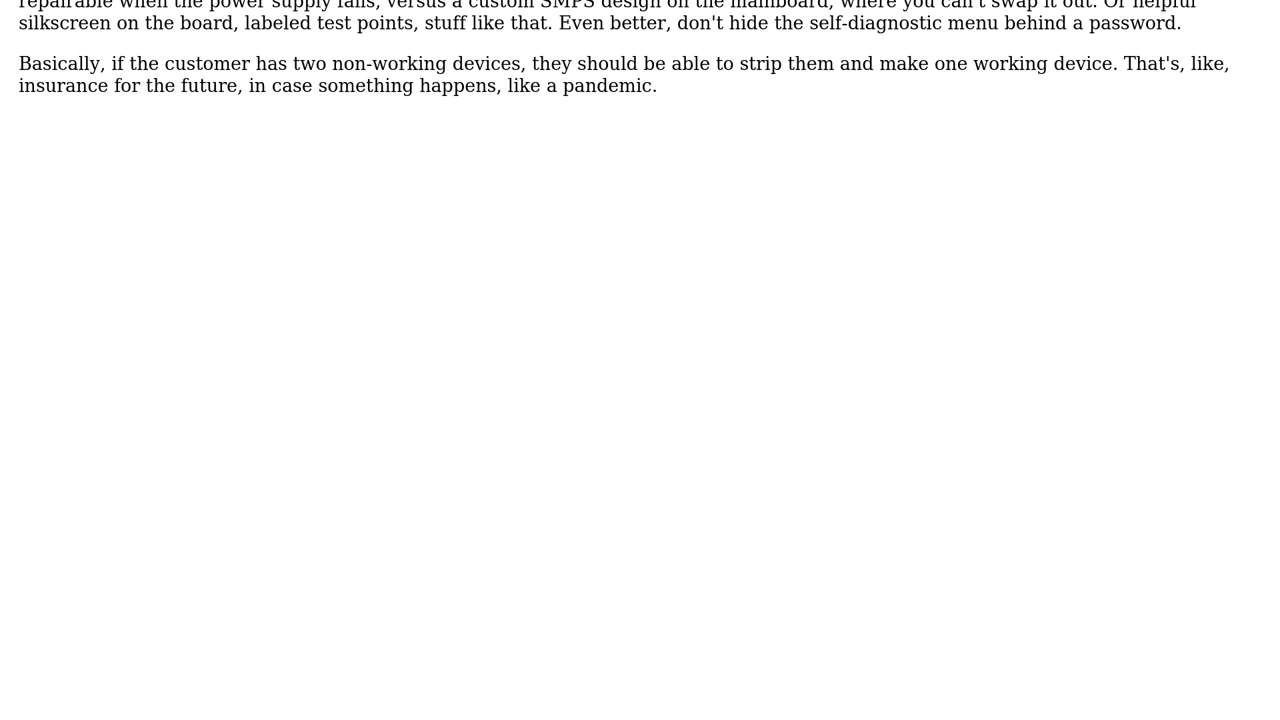 repairable when the power supply fails, versus a custom SMPS design on the mainboard, where you can't swap it out. Or helpful
silkscreen on the board, labeled test points, stuff like that. Even better, don't hide the self-diagnostic menu behind a password.
Basically, if the customer has two non-working devices, they should be able to strip them and make one working device. That's, like,
insurance for the future, in case something happens, like a pandemic.